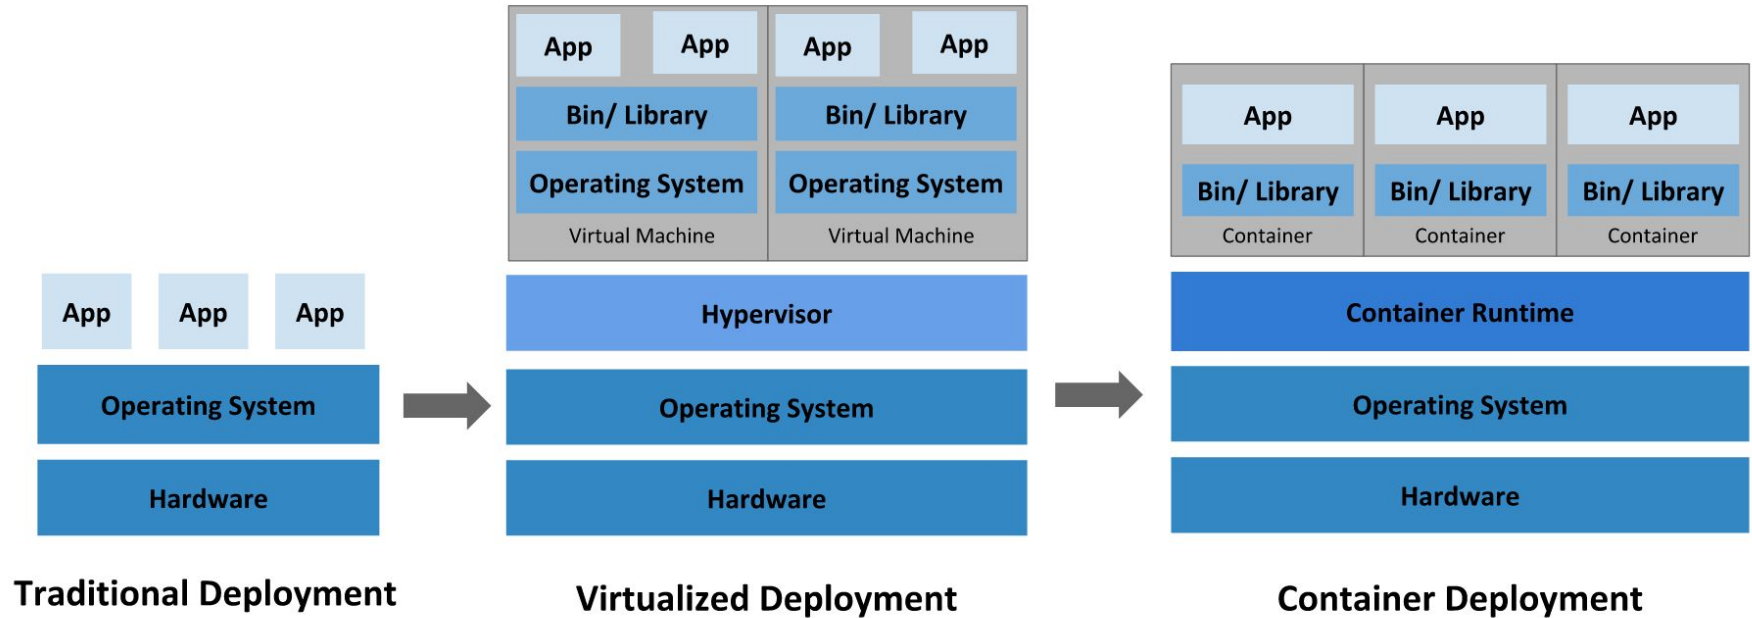 App
App
App
Operating System
Hardware
Traditional Deployment
App
App
Bin/ Library
Operating System
Virtual Machine
App
App
Bin/ Library
Operating System
Virtual Machine
Hypervisor
Operating System
Hardware
Virtualized Deployment
App
Bin/ Library
Container
App
Bin/ Library
Container
App
Bin/ Library
Container
Container Runtime
Operating System
Hardware
Container Deployment